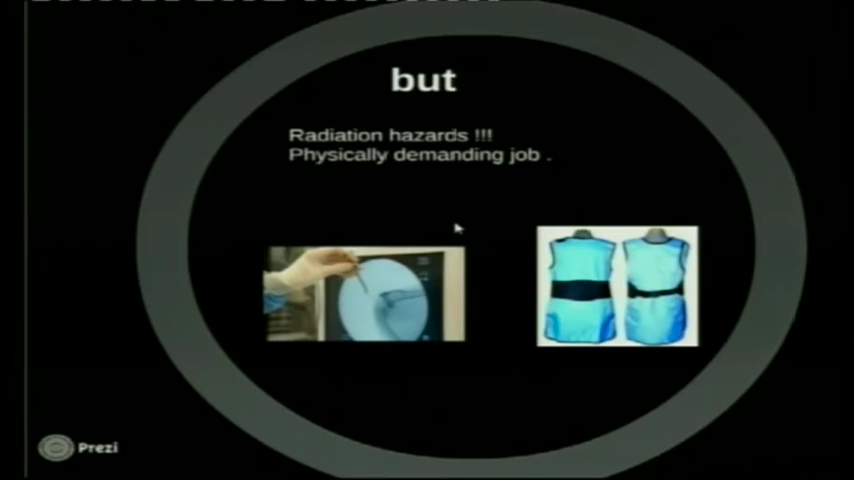 but
Radiation hazards !!!
Physically demanding job .
Prezi